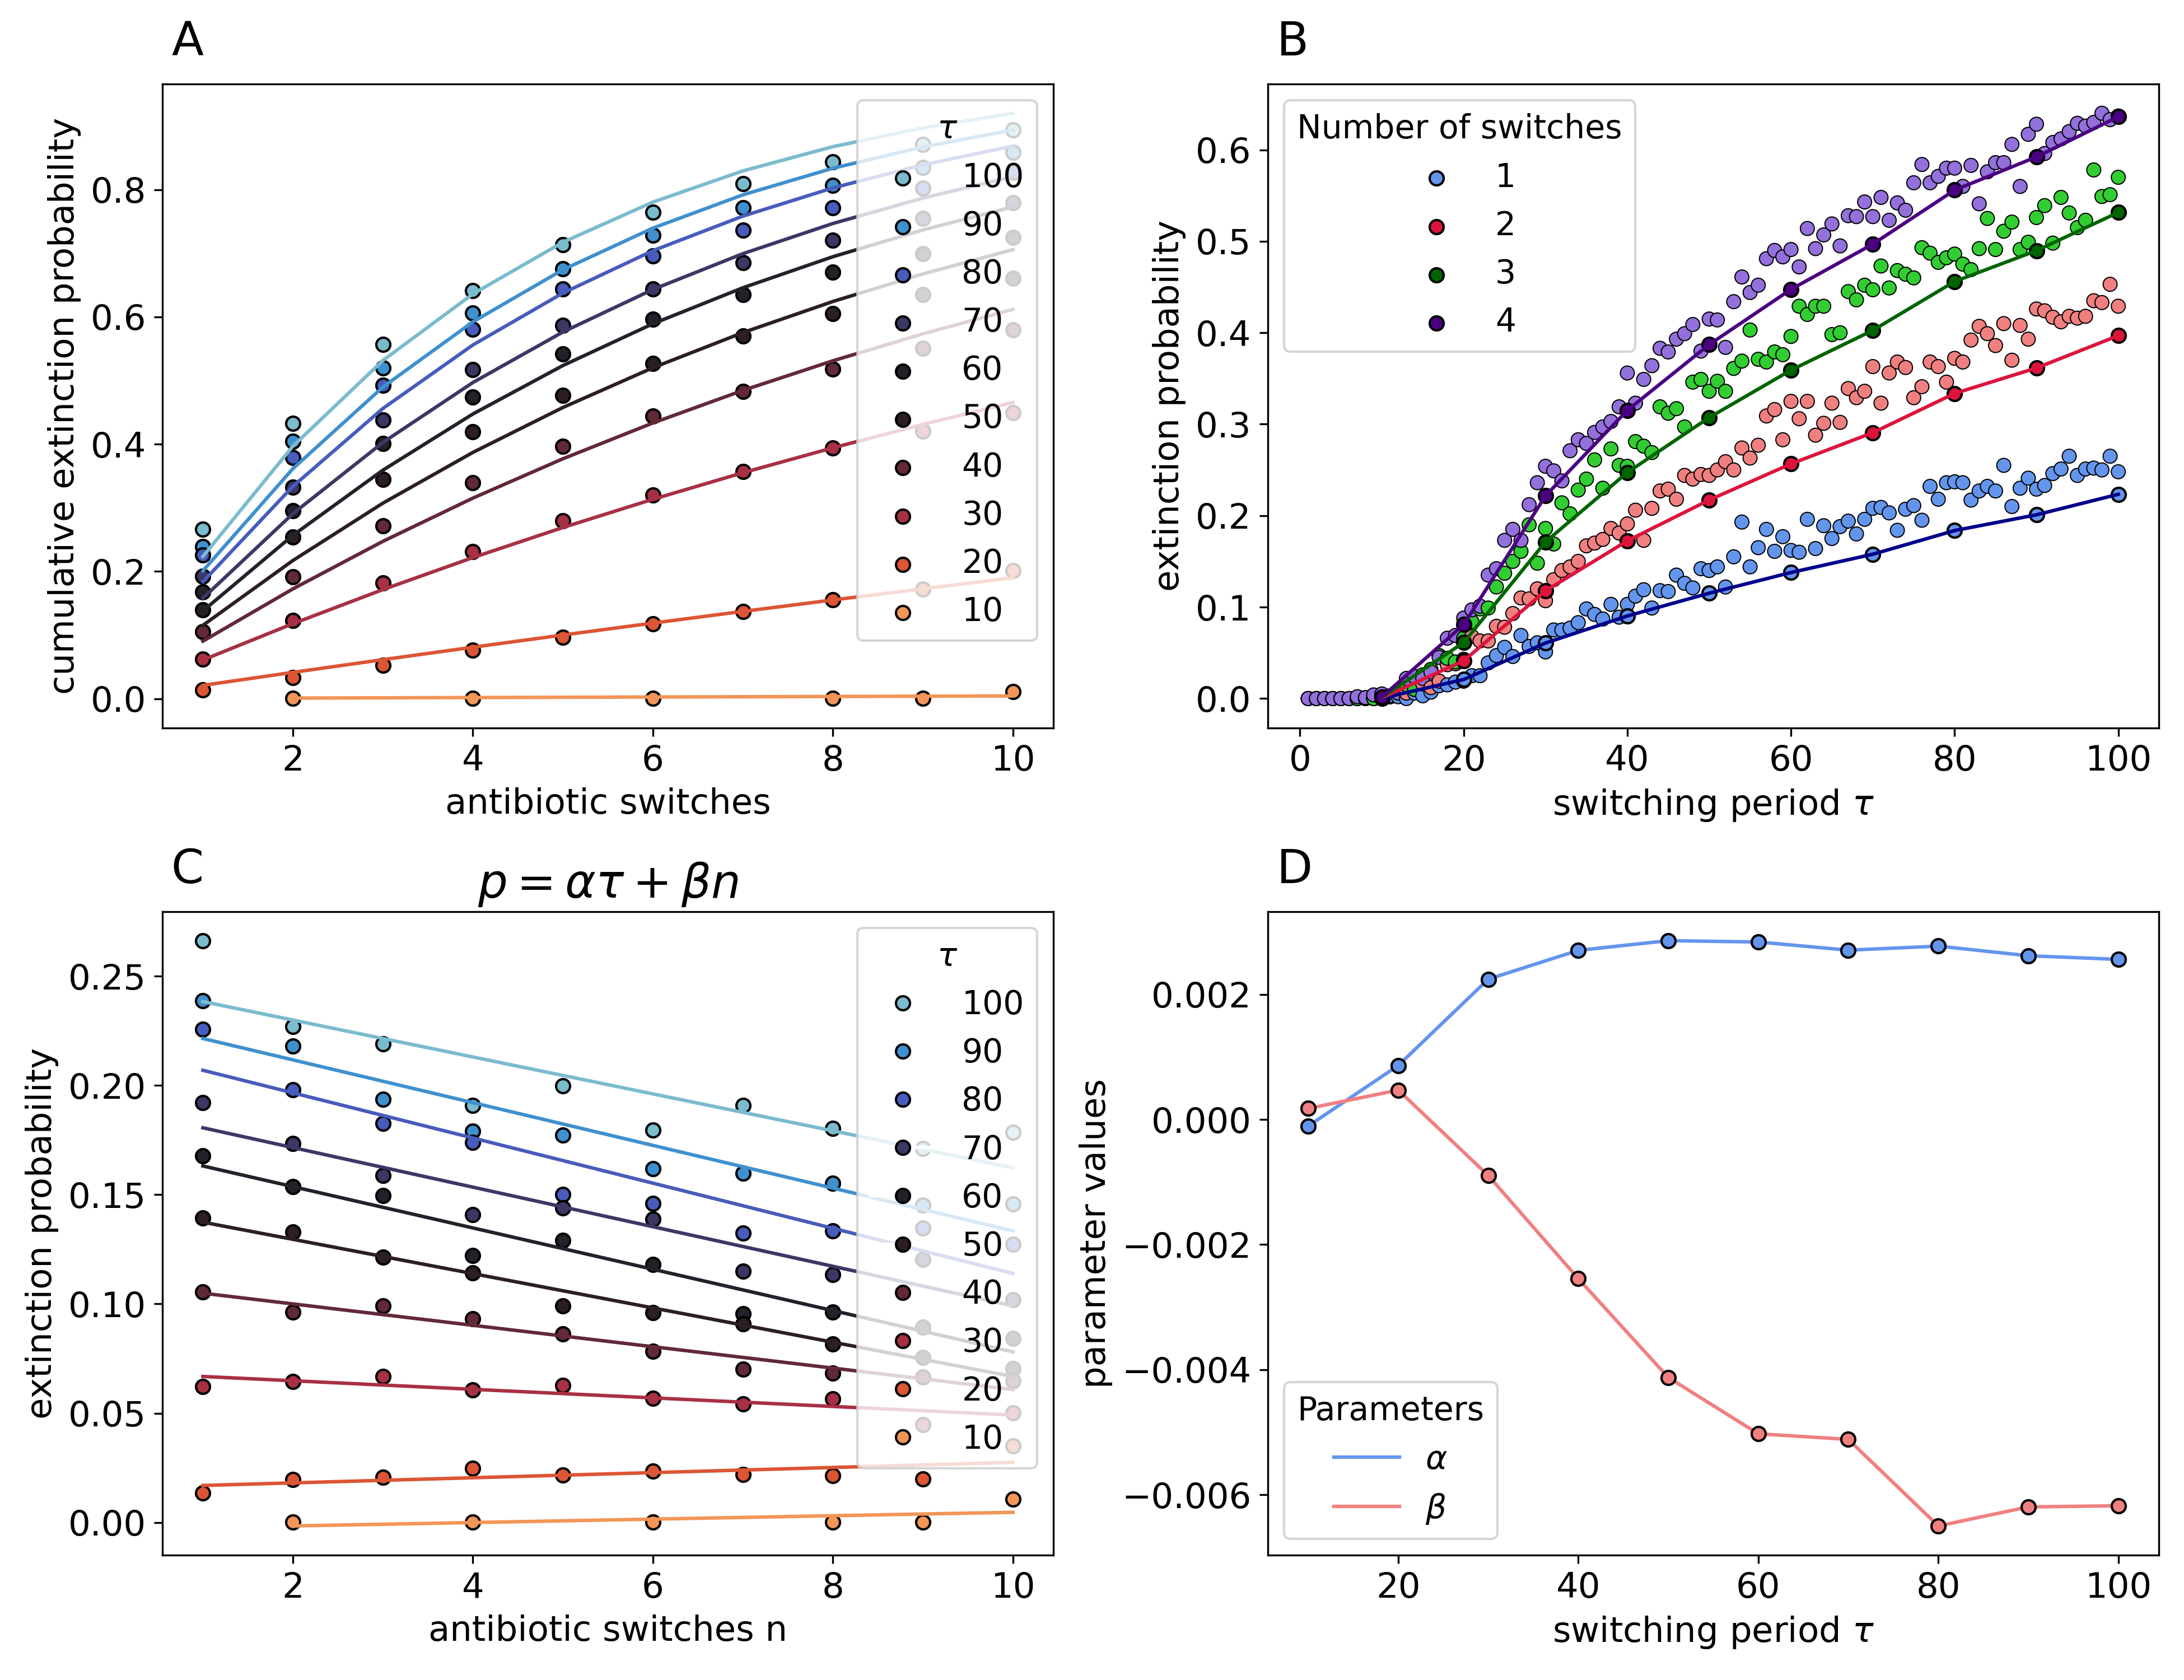 A
cumulative extinction probability
0.8
0.6
0.4
0.2
0.0
2 4 6 8 10
antibiotic switches
τ
100
90
80
70
60
50
40
30
20
10
B
extinction probability
0.6
0.5
0.4
0.3
0.2
0.1
0.0
0 20 40 60 80 100
switching period τ
Number of switches
1
2
3
4
C
p = ατ + βn
extinction probability
0.25
0.20
0.15
0.10
0.05
0.00
2 4 6 8 10
antibiotic switches n
τ
100
90
80
70
60
50
40
30
20
10
D
parameter values
0.002
0.000
−0.002
−0.004
−0.006
20 40 60 80 100
switching period τ
Parameters
α
β